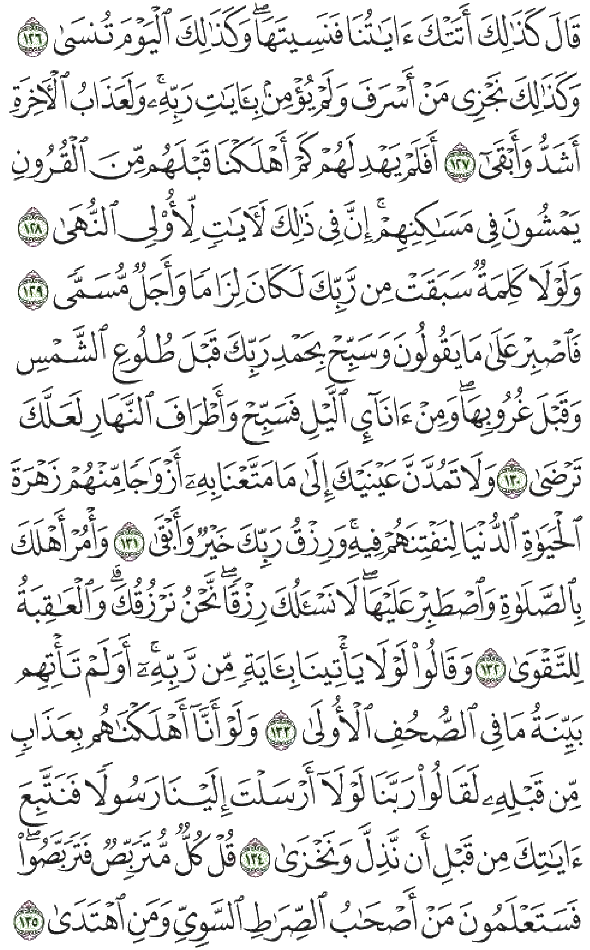 قَالَ كَذَٰلِكَ أَتَتْكَ ءَايَٰتُنَا فَنَسِيتَهَا ۖ وَكَذَٰلِكَ ٱلْيَوْمَ تُنسَىٰ ١٢٦
وَكَذَٰلِكَ نَجْزِى مَنْ أَسْرَفَ وَلَمْ يُؤْمِنۢ بِـَٔايَٰتِ رَبِّهِۦ ۚ وَلَعَذَابُ ٱلْـَٔاخِرَةِ
أَشَدُّ وَأَبْقَىٰٓ ١٢٧ أَفَلَمْ يَهْدِ لَهُمْ كَمْ أَهْلَكْنَا قَبْلَهُم مِّنَ ٱلْقُرُونِ
يَمْشُونَ فِى مَسَٰكِنِهِمْ ۗ إِنَّ فِى ذَٰلِكَ لَـَٔايَٰتٍ لِّأُو۟لِى ٱلنُّهَىٰ ١٢٨
وَلَوْلَا كَلِمَةٌ سَبَقَتْ مِن رَّبِّكَ لَكَانَ لِزَامًا وَأَجَلٌ مُّسَمًّى ١٢٩
فَٱصْبِرْ عَلَىٰ مَا يَقُولُونَ وَسَبِّحْ بِحَمْدِ رَبِّكَ قَبْلَ طُلُوعِ ٱلشَّمْسِ
وَقَبْلَ غُرُوبِهَا ۖ وَمِنْ ءَانَآئِ ٱلَّيْلِ فَسَبِّحْ وَأَطْرَافَ ٱلنَّهَارِ لَعَلَّكَ
تَرْضَىٰ ١٣٠ وَلَا تَمُدَّنَّ عَيْنَيْكَ إِلَىٰ مَا مَتَّعْنَا بِهِۦٓ أَزْوَٰجًا مِّنْهُمْ زَهْرَةَ
ٱلْحَيَوٰةِ ٱلدُّنْيَا لِنَفْتِنَهُمْ فِيهِ ۚ وَرِزْقُ رَبِّكَ خَيْرٌ وَأَبْقَىٰ ١٣١ وَأْمُرْ أَهْلَكَ
بِٱلصَّلَوٰةِ وَٱصْطَبِرْ عَلَيْهَا ۖ لَا نَسْـَٔلُكَ رِزْقًا ۖ نَّحْنُ نَرْزُقُكَ ۗ وَٱلْعَٰقِبَةُ
لِلتَّقْوَىٰ ١٣٢ وَقَالُوا۟ لَوْلَا يَأْتِينَا بِـَٔايَةٍ مِّن رَّبِّهِۦٓ ۚ أَوَلَمْ تَأْتِهِم
بَيِّنَةُ مَا فِى ٱلصُّحُفِ ٱلْأُولَىٰ ١٣٣ وَلَوْ أَنَّآ أَهْلَكْنَٰهُم بِعَذَابٍ
مِّن قَبْلِهِۦ لَقَالُوا۟ رَبَّنَا لَوْلَآ أَرْسَلْتَ إِلَيْنَا رَسُولًا فَنَتَّبِعَ
ءَايَٰتِكَ مِن قَبْلِ أَن نَّذِلَّ وَنَخْزَىٰ ١٣٤ قُلْ كُلٌّ مُّتَرَبِّصٌ فَتَرَبَّصُوا۟ ۖ
فَسَتَعْلَمُونَ مَنْ أَصْحَٰبُ ٱلصِّرَٰطِ ٱلسَّوِىِّ وَمَنِ ٱهْتَدَىٰ ١٣٥